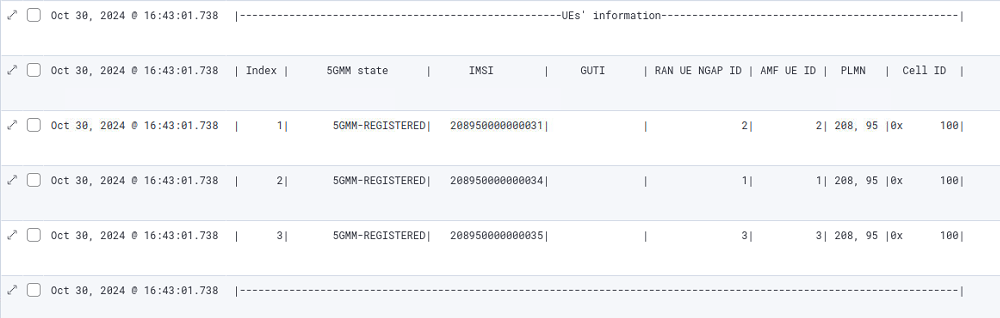 Oct 30, 2024 @ 16:43:01.738 |---------------------------------------------------UEs' information-----------------------------------------------|
Oct 30, 2024 @ 16:43:01.738 | Index |      5GMM state      |      IMSI        |     GUTI      | RAN UE NGAP ID | AMF UE ID |  PLMN   |  Cell ID  |
Oct 30, 2024 @ 16:43:01.738 |      1|       5GMM-REGISTERED|   208950000000031|               |               2|          2| 208, 95 |0x      100|
Oct 30, 2024 @ 16:43:01.738 |      2|       5GMM-REGISTERED|   208950000000034|               |               1|          1| 208, 95 |0x      100|
Oct 30, 2024 @ 16:43:01.738 |      3|       5GMM-REGISTERED|   208950000000035|               |               3|          3| 208, 95 |0x      100|
Oct 30, 2024 @ 16:43:01.738 |------------------------------------------------------------------------------------------------------------------|